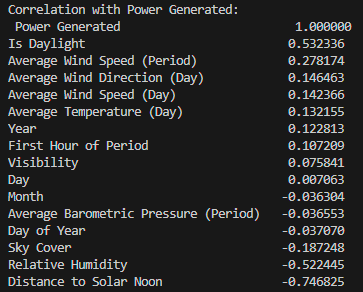 Correlation with Power Generated:
Power Generated 1.000000
Is Daylight 0.532336
Average Wind Speed (Period) 0.278174
Average Wind Direction (Day) 0.146463
Average Wind Speed (Day) 0.142366
Average Temperature (Day) 0.132155
Year 0.122813
First Hour of Period 0.107209
Visibility 0.075841
Day 0.007063
Month -0.036304
Average Barometric Pressure (Period) -0.036553
Day of Year -0.037070
Sky Cover -0.187248
Relative Humidity -0.522445
Distance to Solar Noon -0.746825